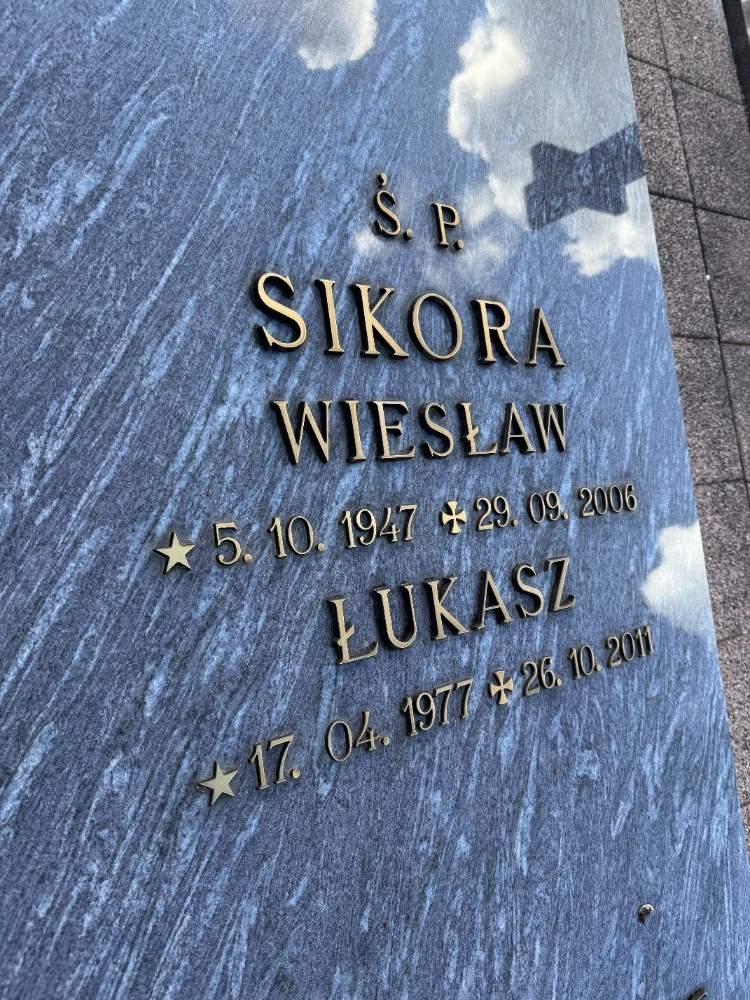 Ś. P.
SIKORA
WIESŁAW
★ 5. 10. 1947 ✠ 29. 09. 2006
ŁUKASZ
★ 17. 04. 1977 ✠ 26. 10. 2011